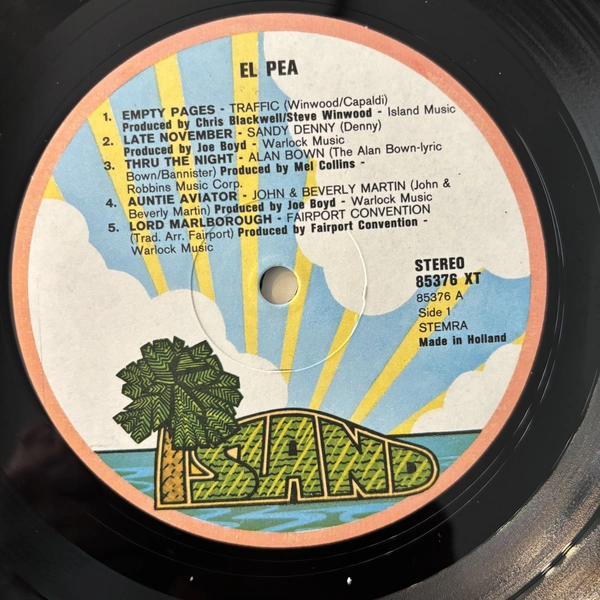 EL PEA
1. EMPTY PAGES - TRAFFIC (Winwood/Capaldi)
Produced by Chris Blackwell/Steve Winwood - Island Music
2. LATE NOVEMBER - SANDY DENNY (Denny)
Produced by Joe Boyd - Warlock Music
3. THRU THE NIGHT - ALAN BOWN (The Alan Bown-lyric
Bown/Bannister) Produced by Mel Collins -
Robbins Music Corp.
4. AUNTIE AVIATOR - JOHN & BEVERLY MARTIN (John &
Beverly Martin) Produced by Joe Boyd - Warlock Music
5. LORD MARLBOROUGH - FAIRPORT CONVENTION
(Trad. Arr. Fairport) Produced by Fairport Convention -
Warlock Music
STEREO
85376 XT
85376 A
Side 1
STEMRA
Made in Holland
ISLAND